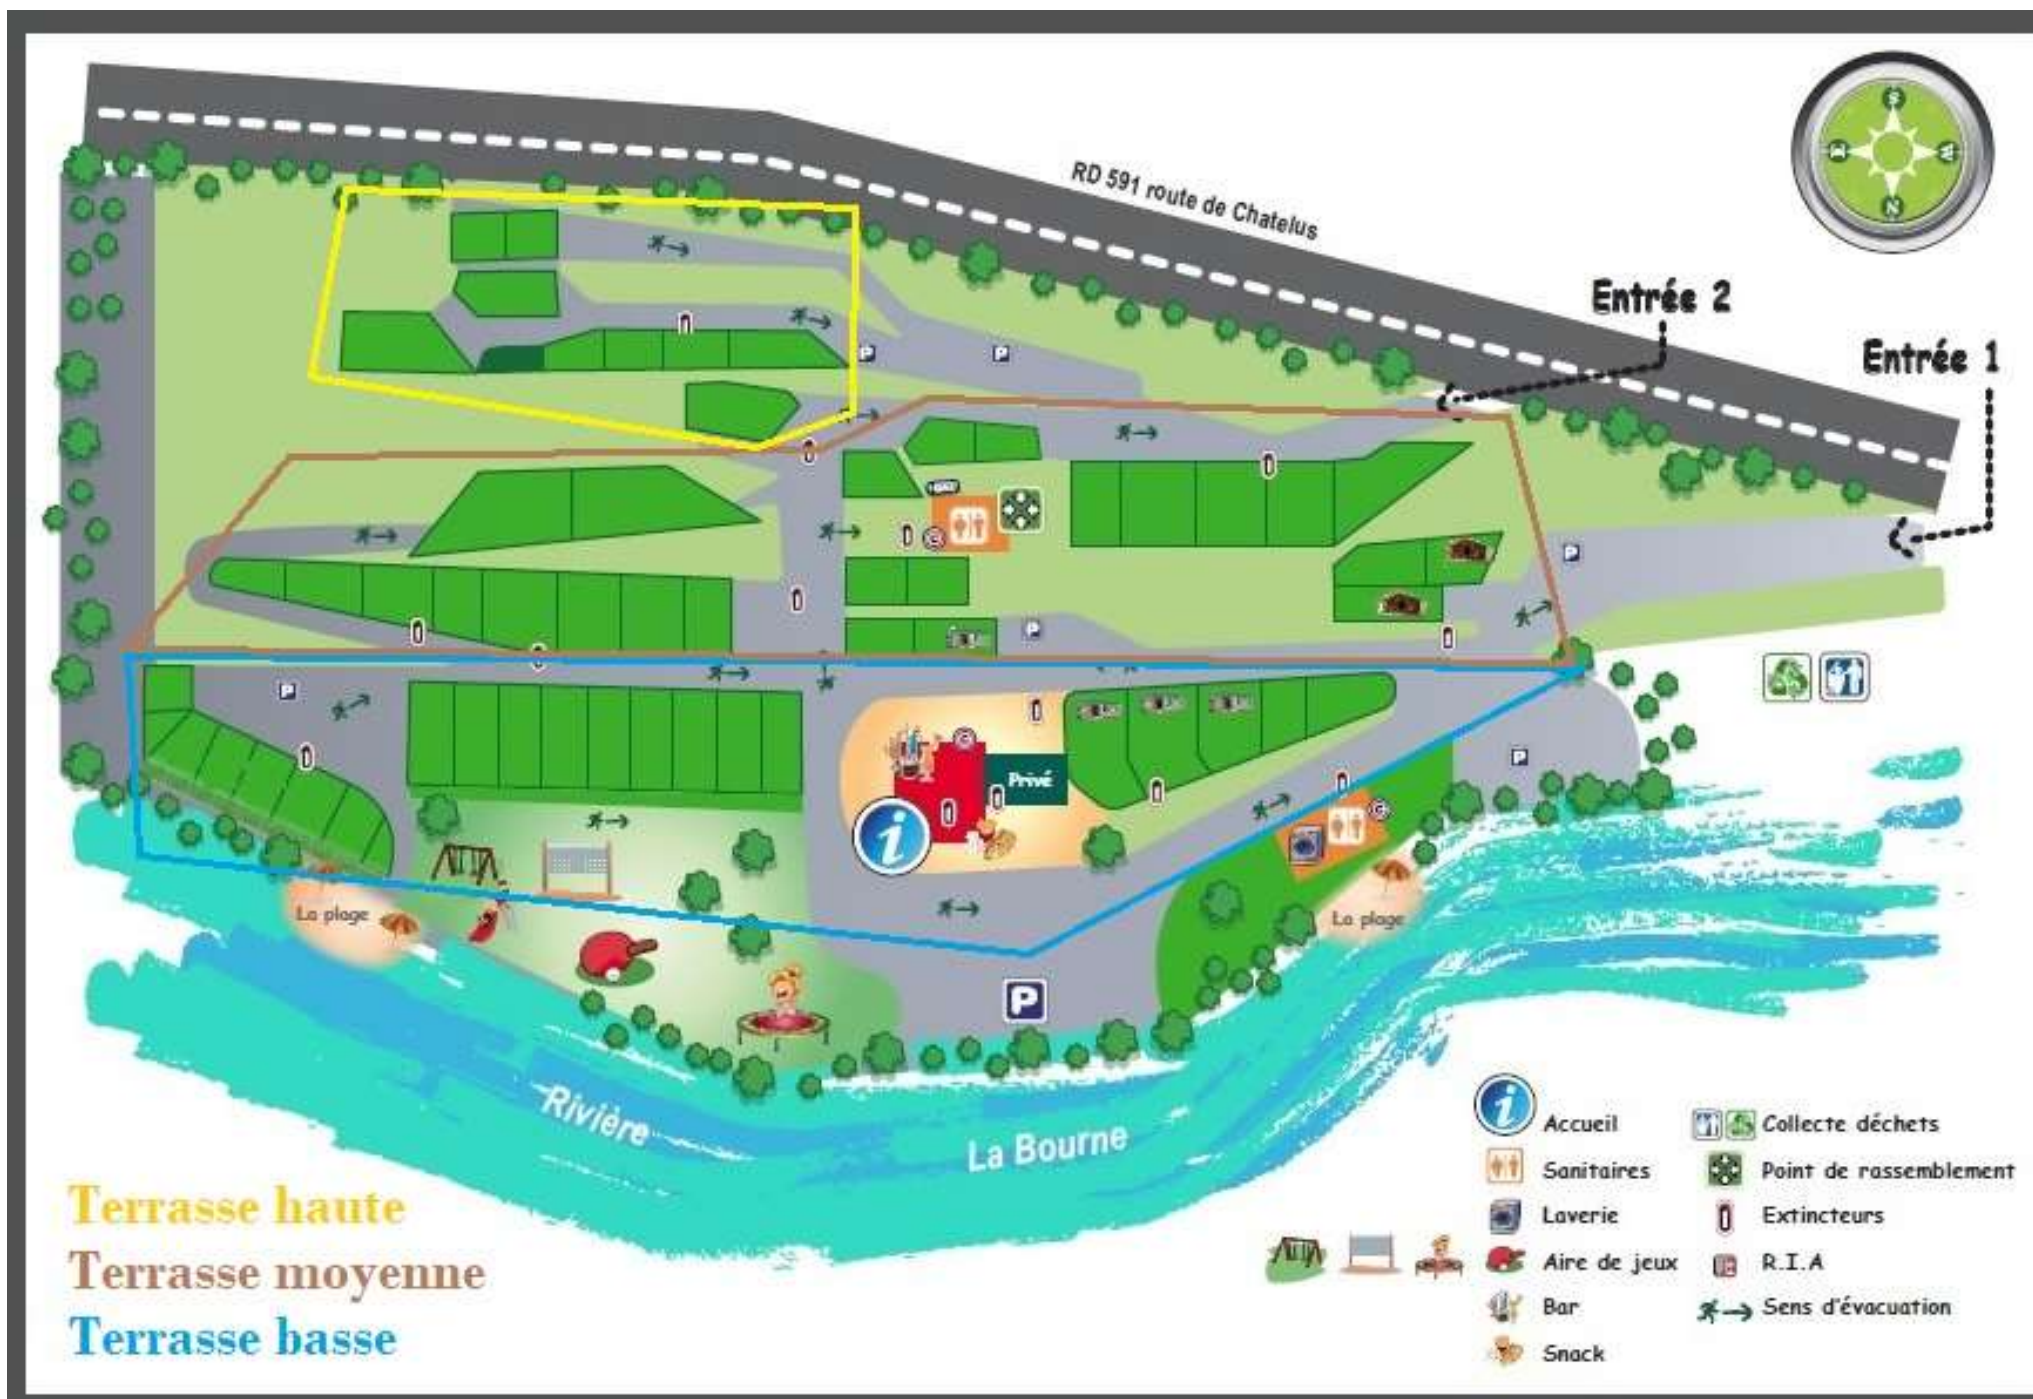 S
W
N
RD 591 route de Chatelus
Entrée 2
Entrée 1
P
P
P
P
P
P
Privé
i
La plage
La plage
P
P
Rivière
La Bourne
Terrasse haute
Terrasse moyenne
Terrasse basse
i Accueil
Sanitaires
Laverie
Aire de jeux
Bar
Snack
Collecte déchets
Point de rassemblement
Extincteurs
R.I.A
Sens d'évacuation